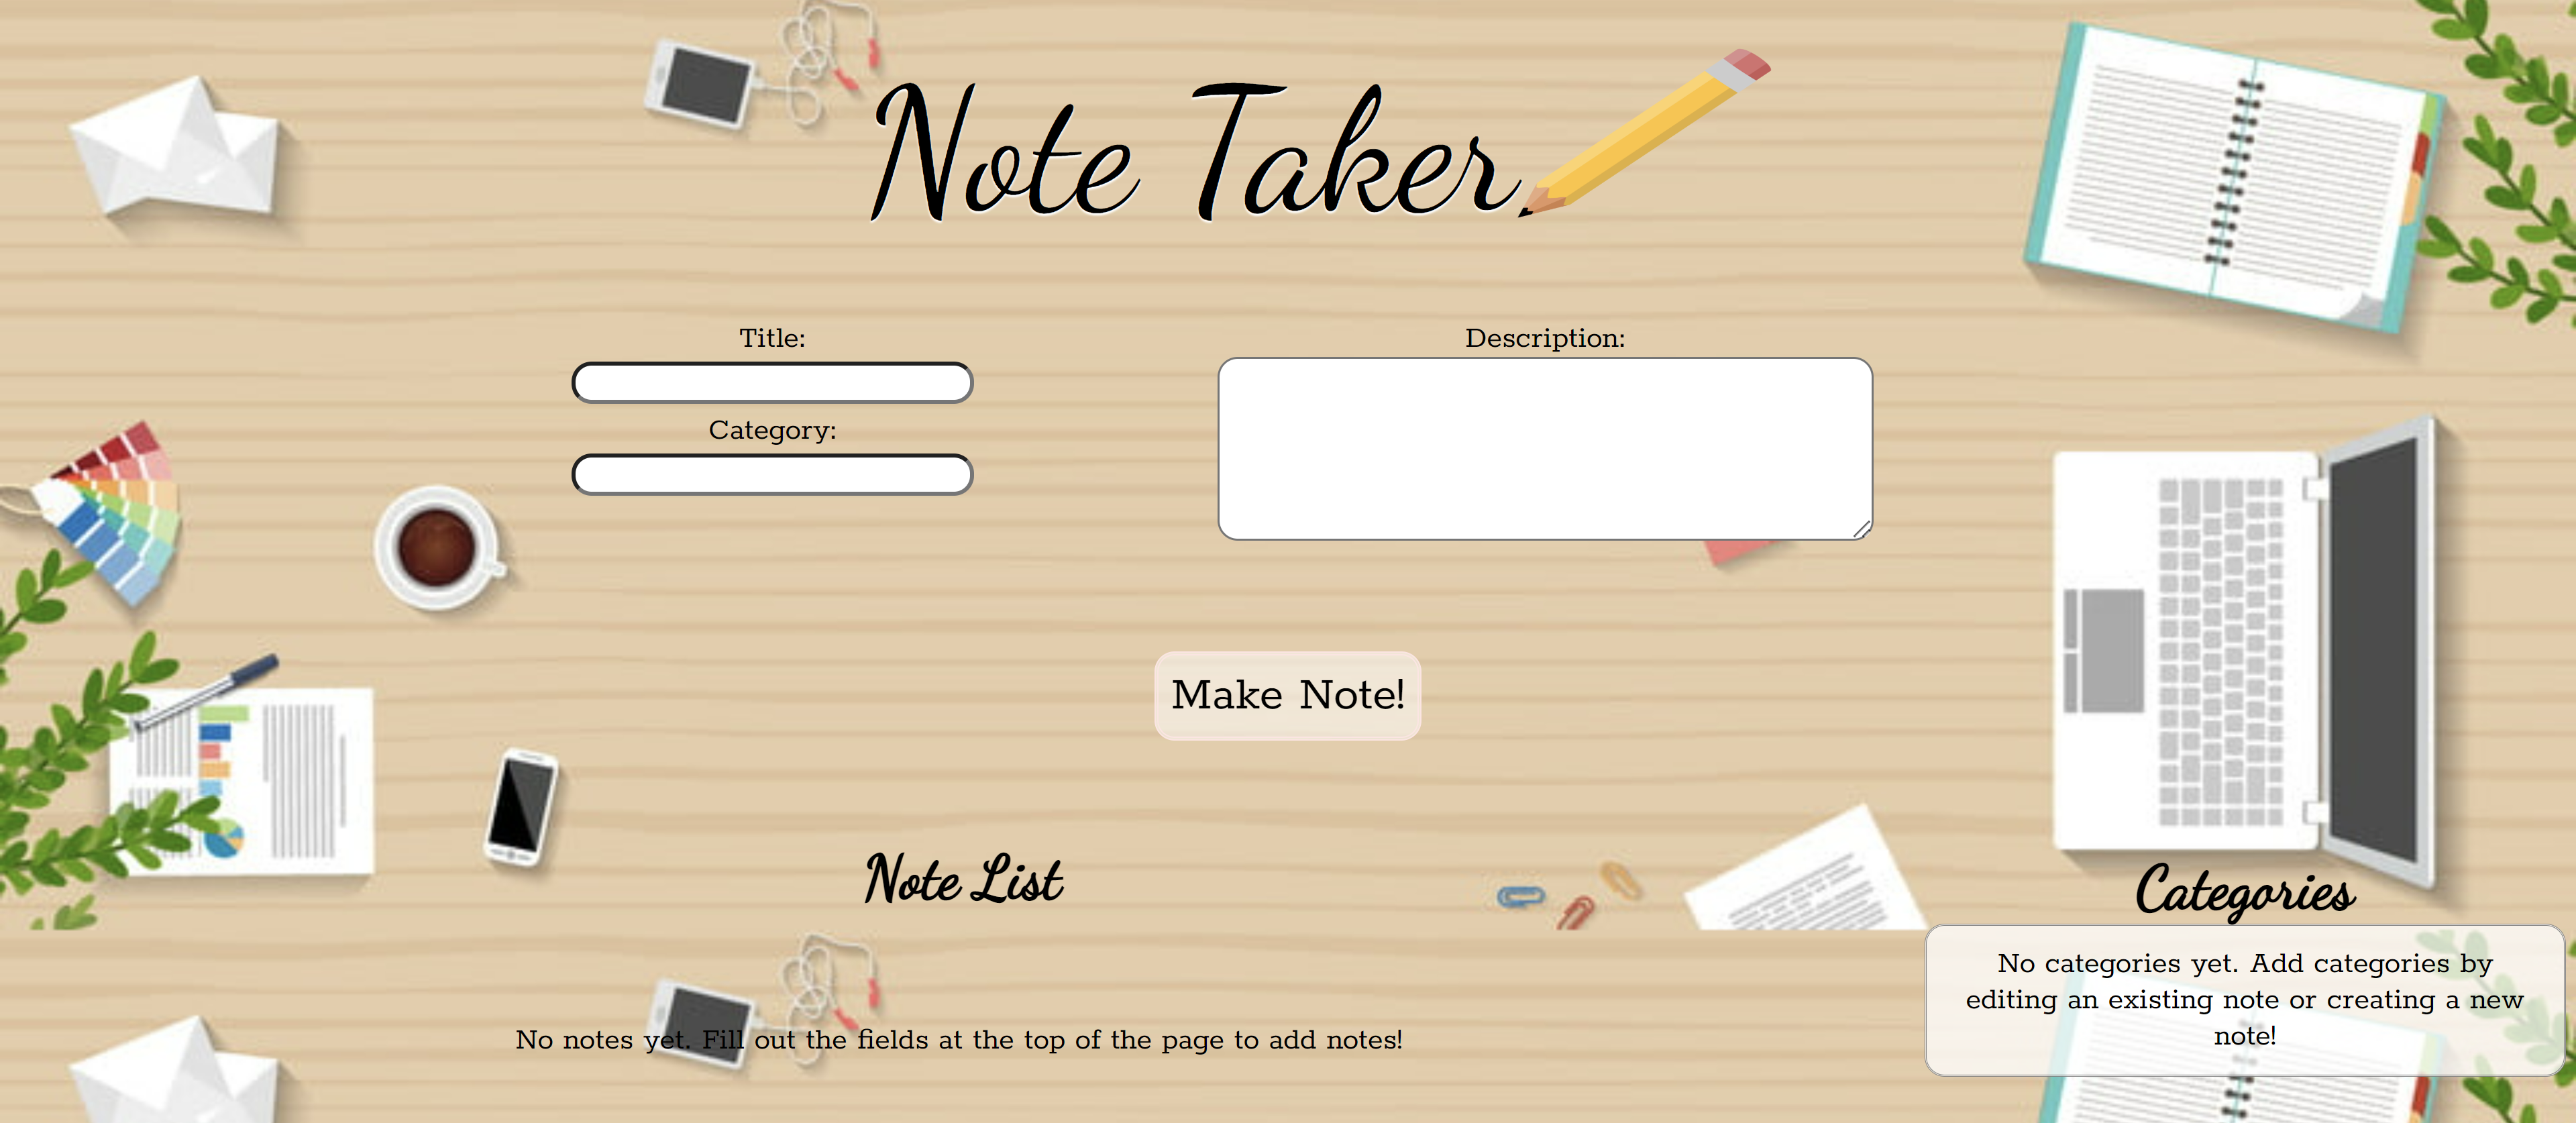 Note Taker
Title:
Description:
Category:
Make Note!
Note List
Categories
No categories yet. Add categories by
editing an existing note or creating a new
note!
No notes yet. Fill out the fields at the top of the page to add notes!